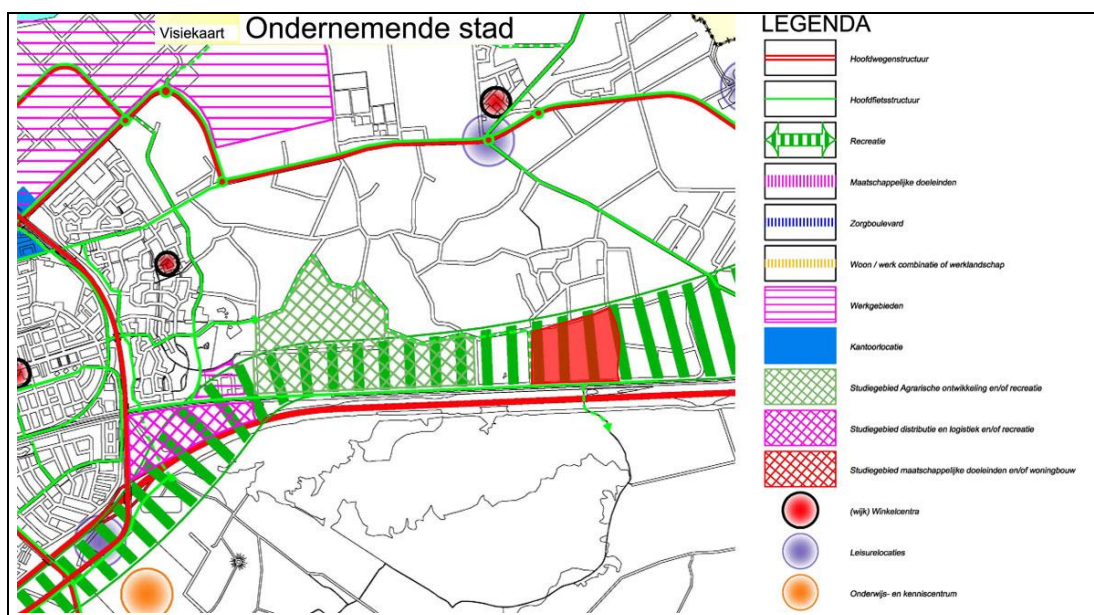 Visiekaart Ondernemende stad
LEGENDA
Hoofdwegenstructuur
Hoofdfietsstructuur
Recreatie
Maatschappelijke doeleinden
Zorgboulevard
Woon / werk combinatie of werklandschap
Werkgebieden
Kantoorlocatie
Studiegebied Agrarische ontwikkeling en/of recreatie
Studiegebied distributie en logistiek en/of recreatie
Studiegebied maatschappelijke doeleinden en/of woningbouw
(wijk) Winkelcentra
Leisurelocaties
Onderwijs- en kenniscentrum